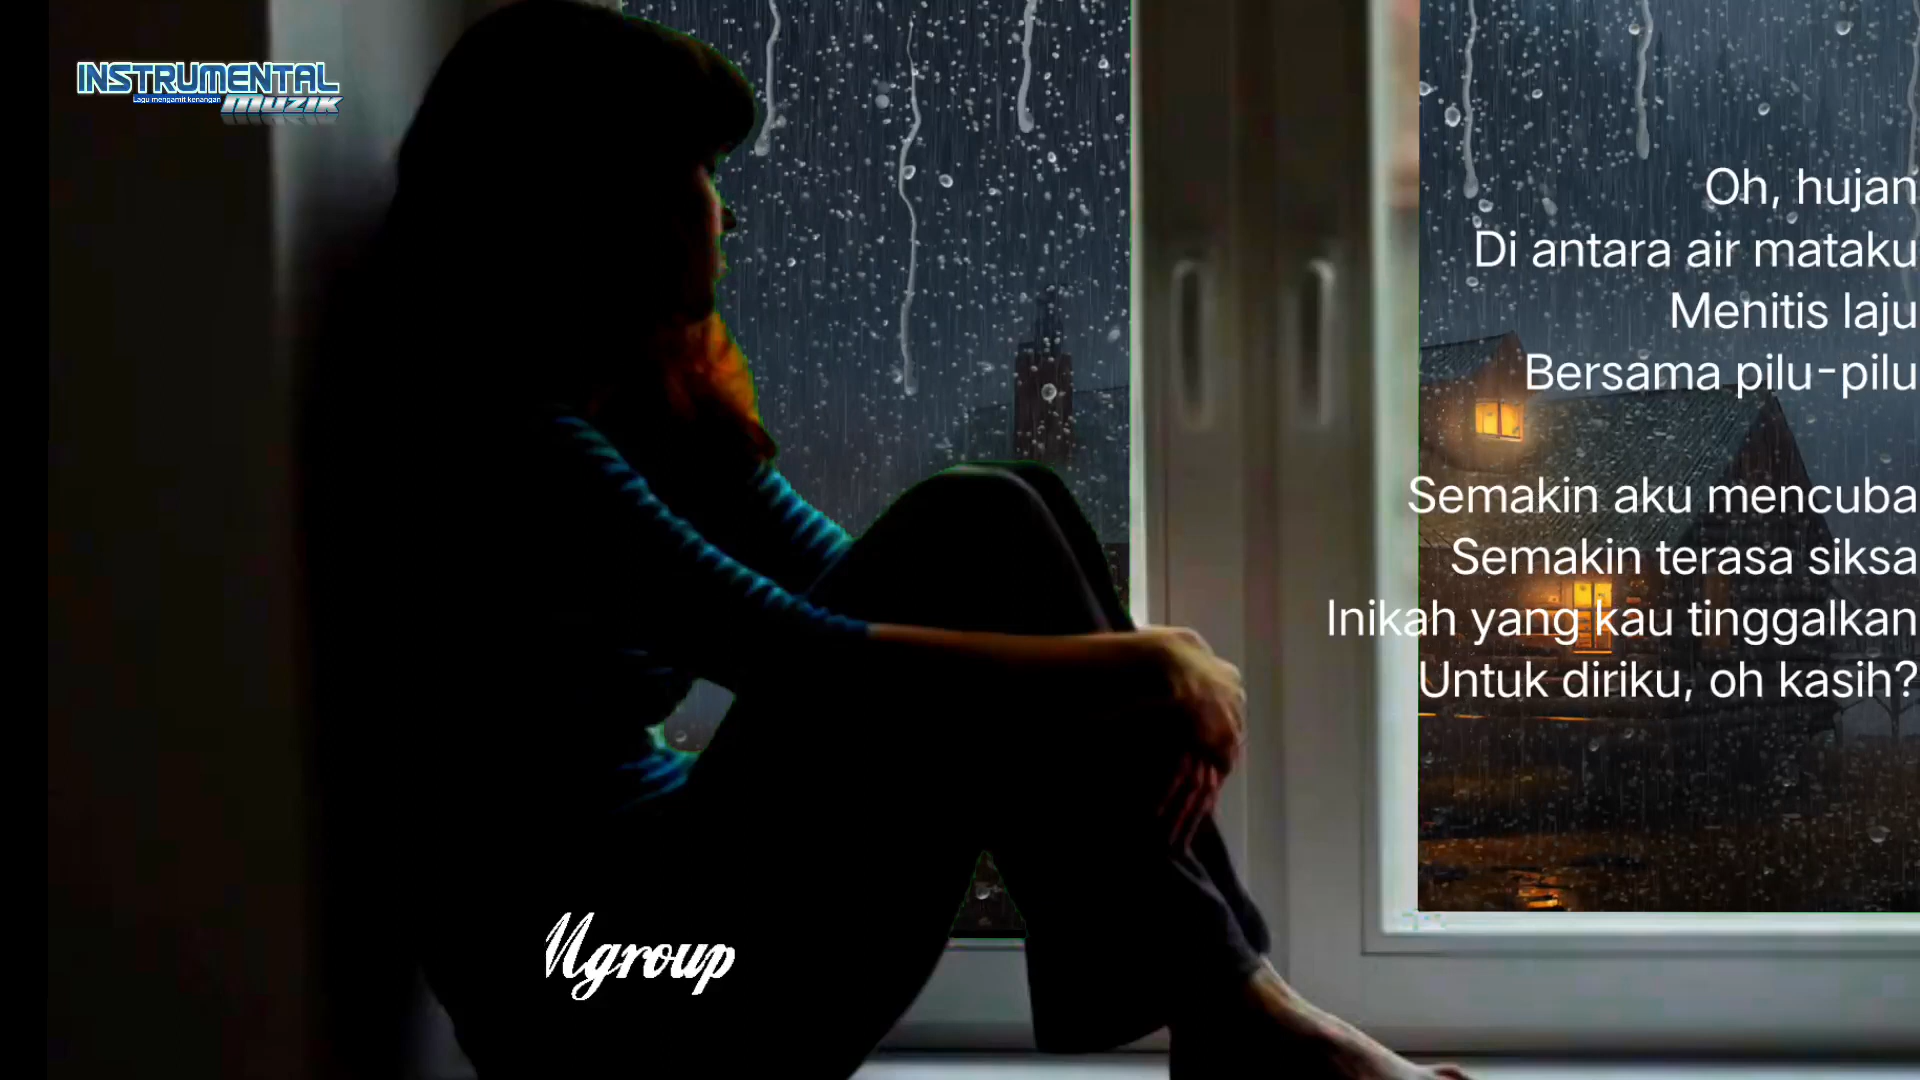 INSTRUMENTAL
Lagu mengamit kenangan
MUZIK
Oh, hujan
Di antara air mataku
Menitis laju
Bersama pilu-pilu
Semakin aku mencuba
Semakin terasa siksa
Inikah yang kau tinggalkan
Untuk diriku, oh kasih?
Ngroup